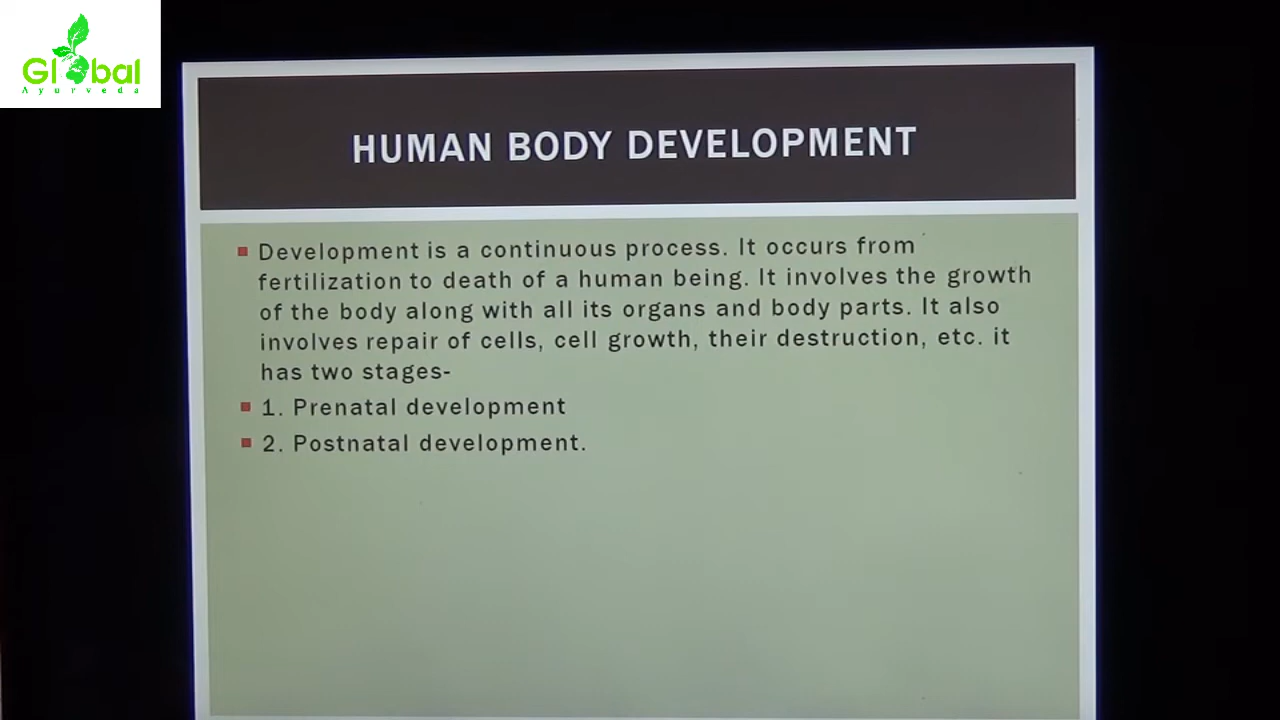 Global
Ayurveda
HUMAN BODY DEVELOPMENT
Development is a continuous process. It occurs from
fertilization to death of a human being. It involves the growth
of the body along with all its organs and body parts. It also
involves repair of cells, cell growth, their destruction, etc. it
has two stages-
1. Prenatal development
2. Postnatal development.